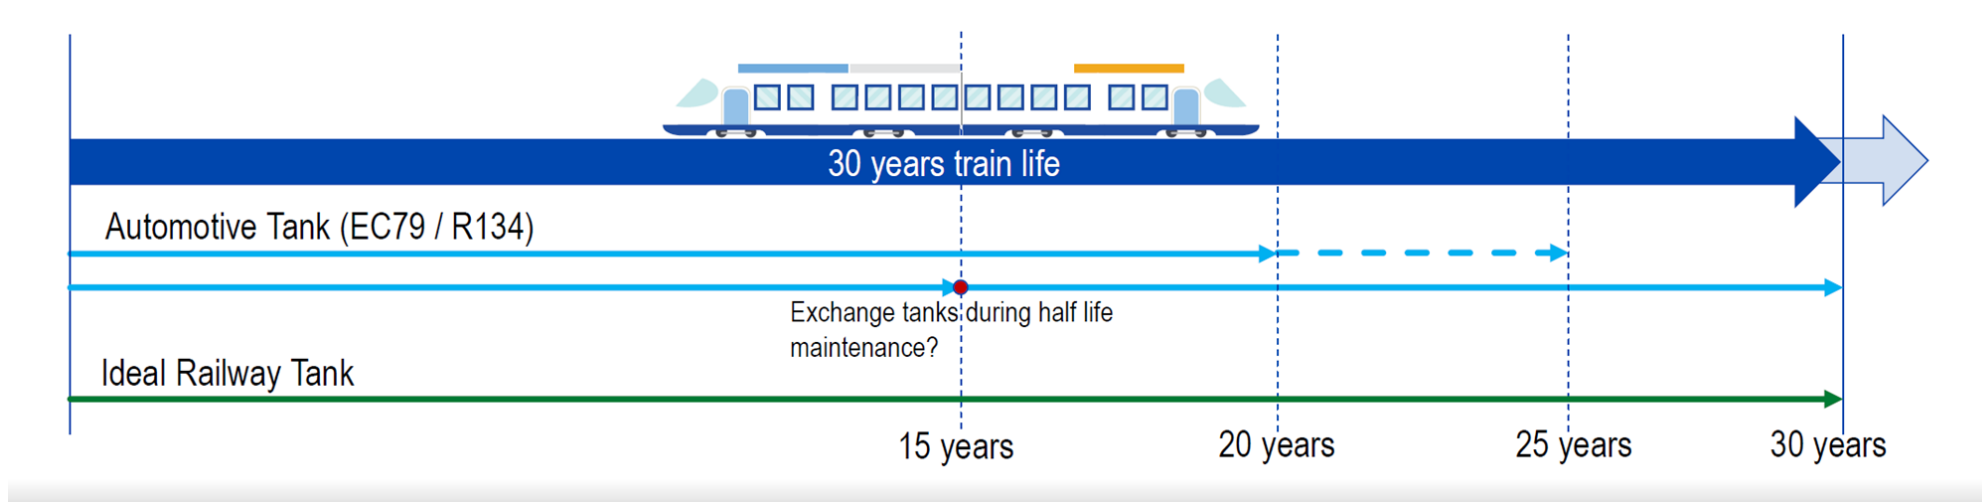 30 years train life
Automotive Tank (EC79 / R134)
Exchange tanks during half life
maintenance?
Ideal Railway Tank
15 years
20 years
25 years
30 years